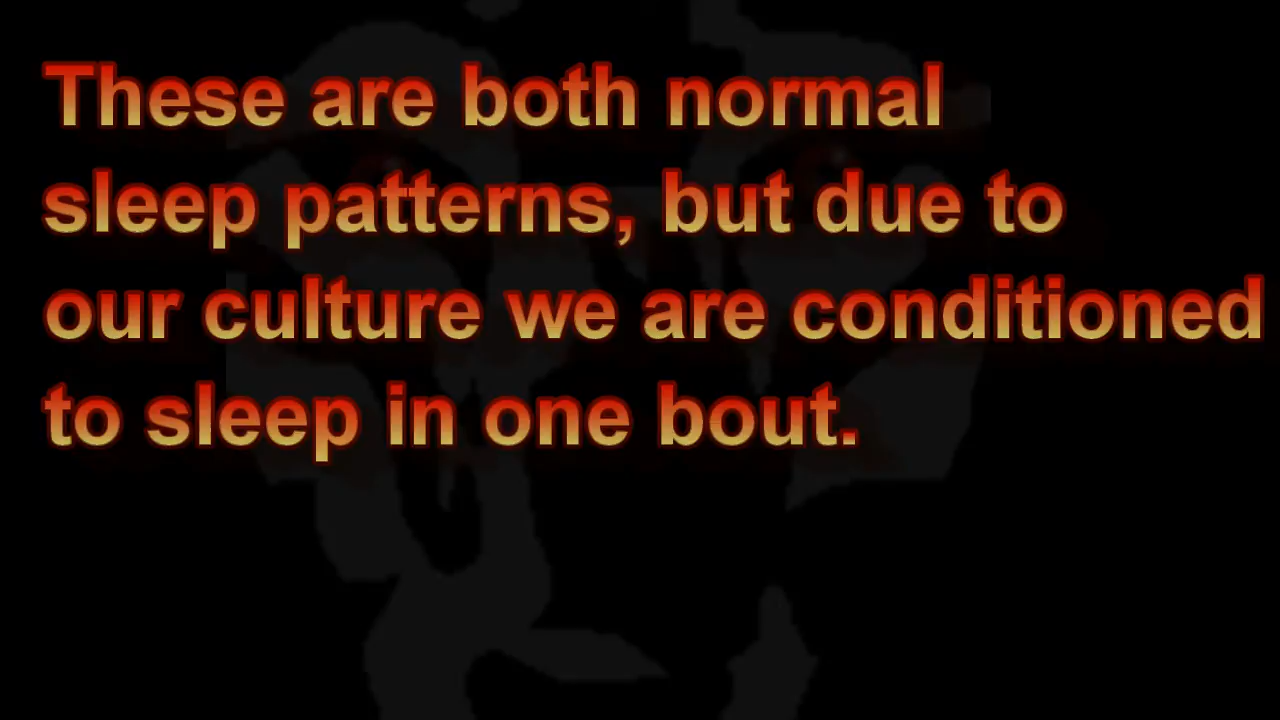 These are both normal
sleep patterns, but due to
our culture we are conditioned
to sleep in one bout.